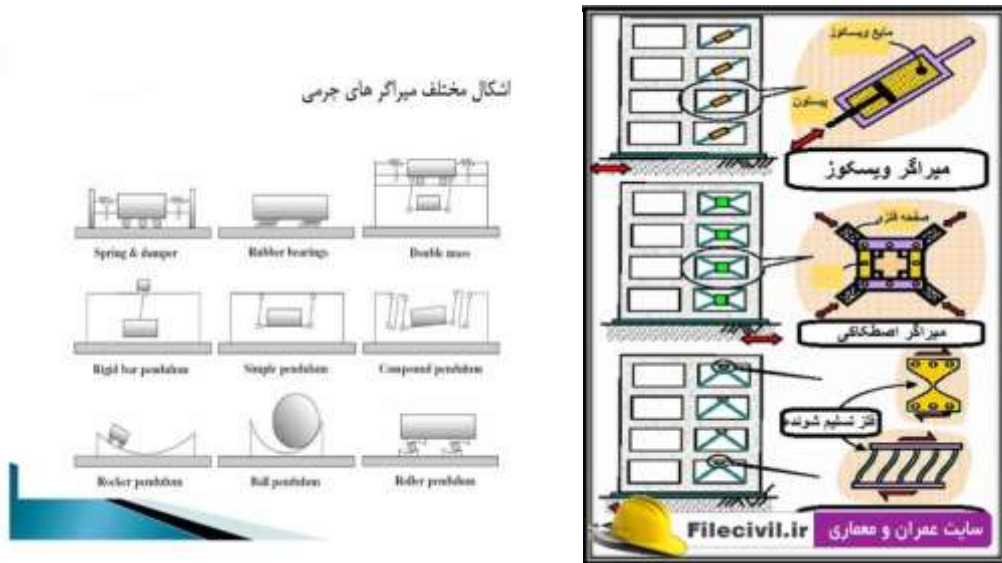 اشکال مختلف میراگر های جرمی
Spring & damper
Rubber bearings
Double mass
Rigid bar pendulum
Simple pendulum
Compound pendulum
Rocker pendulum
Ball pendulum
Roller pendulum
مایع ویسکوز
پیستون
میراگر ویسکوز
صفحه فلزی
میراگر اصطکاکی
فلز تسلیم شونده
Filecivil.ir
سایت عمران و معماری